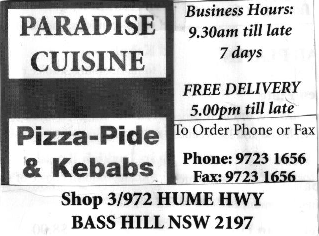 PARADISE
CUISINE
Pizza-Pide
& Kebabs
Business Hours:
9.30am till late
7 days
FREE DELIVERY
5.00pm till late
To Order Phone or Fax
Phone: 9723 1656
Fax: 9723 1656
Shop 3/972 HUME HWY
BASS HILL NSW 2197